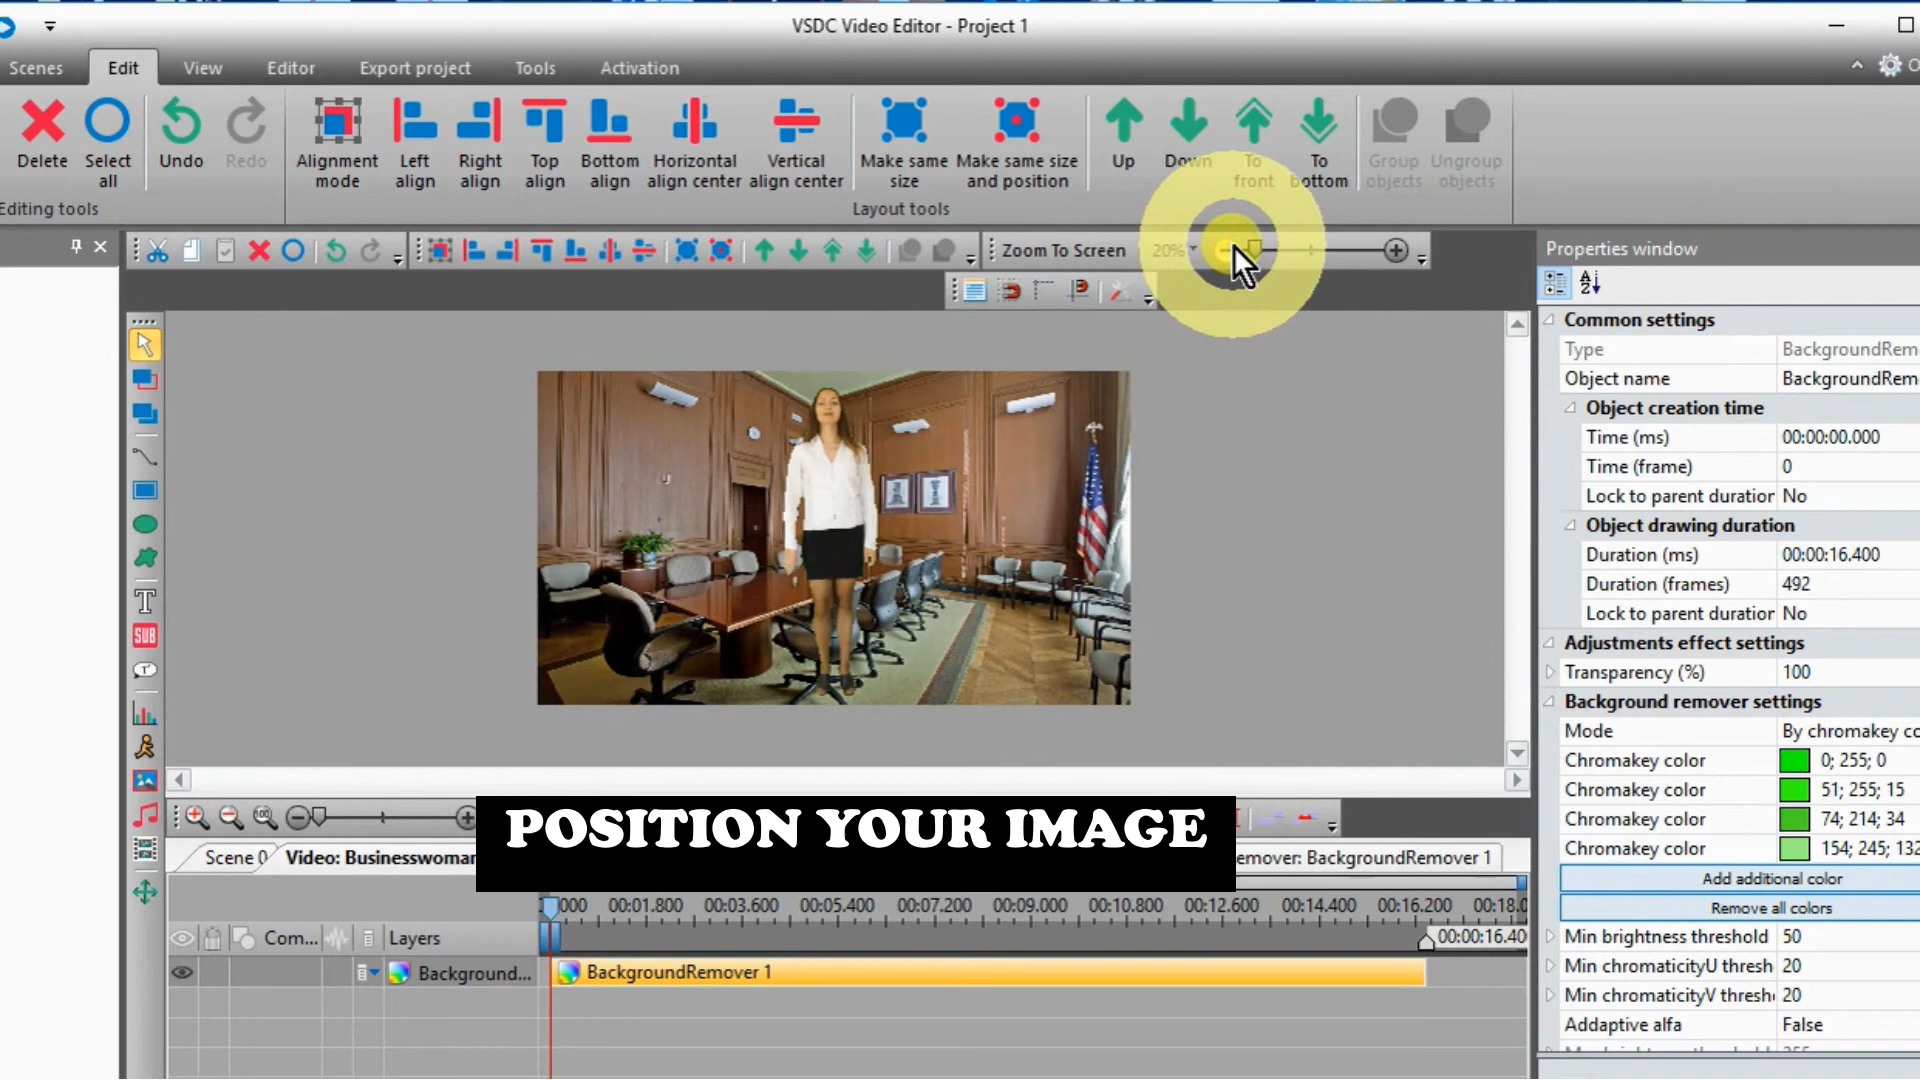 VSDC Video Editor - Project 1
Scenes Edit View Editor Export project Tools Activation
Delete Select all Undo Redo Alignment mode Left align Right align Top align Bottom align Horizontal align center Vertical align center Make same size Make same size and position Up Down To front To bottom Group objects Ungroup objects
Editing tools Layout tools
Zoom To Screen 20%
Properties window
Common settings
Type BackgroundRem
Object name BackgroundRem
Object creation time
Time (ms) 00:00:00.000
Time (frame) 0
Lock to parent duration No
Object drawing duration
Duration (ms) 00:00:16.400
Duration (frames) 492
Lock to parent duration No
Adjustments effect settings
Transparency (%) 100
Background remover settings
Mode By chromakey co
Chromakey color 0; 255; 0
Chromakey color 51; 255; 15
Chromakey color 74; 214; 34
Chromakey color 154; 245; 132
Add additional color
Remove all colors
Min brightness threshold 50
Min chromaticityU thresh 20
Min chromaticityV thresh 20
Addaptive alfa False
T
SUB
POSITION YOUR IMAGE
Scene 0 Video: Businesswoman emover: BackgroundRemover 1
000 00:01.800 00:03.600 00:05.400 00:07.200 00:09.000 00:10.800 00:12.600 00:14.400 00:16.200 00:18.0
Com... Layers 00:00:16.40
Background... BackgroundRemover 1